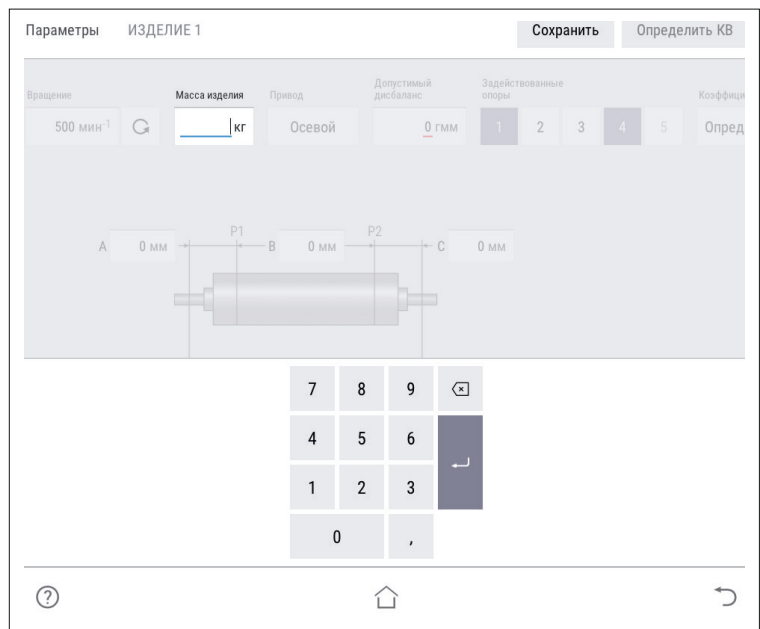 Параметры ИЗДЕЛИЕ 1 Сохранить Определить КВ
Вращение Масса изделия Привод Допустимый дисбаланс Задействованные опоры Коэффици
500 мин⁻¹ кг Осевой 0 гмм 1 2 3 4 5 Опред
P1 P2
A 0 мм B 0 мм C 0 мм
7 8 9
4 5 6
1 2 3
0 ,
?